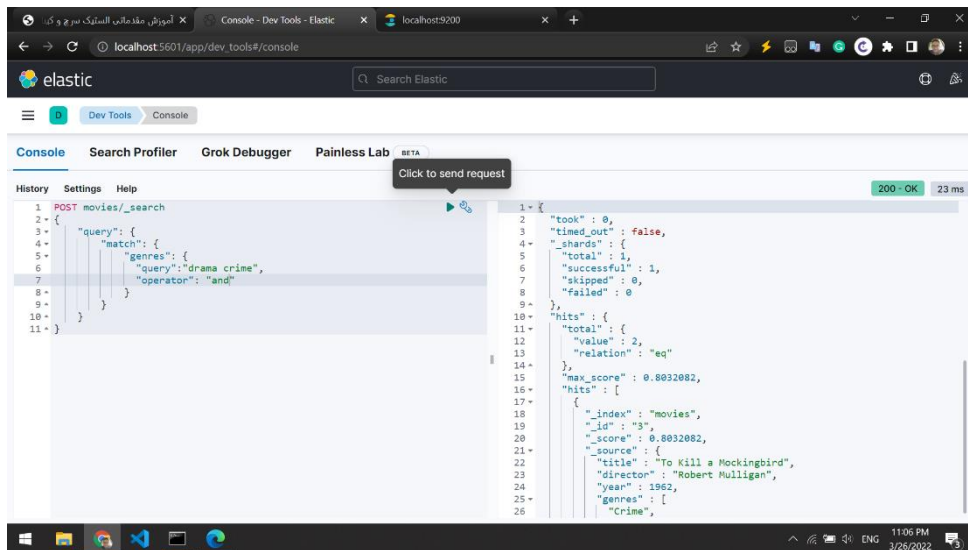 آموزش مقدماتی الستیک سرچ و کیبا
Console - Dev Tools - Elastic
localhost:9200
localhost:5601/app/dev_tools#/console
elastic
Search Elastic
D
Dev Tools
Console
Console
Search Profiler
Grok Debugger
Painless Lab
BETA
Click to send request
History
Settings
Help
200 - OK
23 ms
1 POST movies/_search
2 {
3 "query": {
4 "match": {
5 "genres": {
6 "query":"drama crime",
7 "operator": "and"
8 }
9 }
10 }
11 }
1 {
2 "took" : 0,
3 "timed_out" : false,
4 "_shards" : {
5 "total" : 1,
6 "successful" : 1,
7 "skipped" : 0,
8 "failed" : 0
9 },
10 "hits" : {
11 "total" : {
12 "value" : 2,
13 "relation" : "eq"
14 },
15 "max_score" : 0.8032082,
16 "hits" : [
17 {
18 "_index" : "movies",
19 "_id" : "3",
20 "_score" : 0.8032082,
21 "_source" : {
22 "title" : "To Kill a Mockingbird",
23 "director" : "Robert Mulligan",
24 "year" : 1962,
25 "genres" : [
26 "Crime",
ENG
11:06 PM
3/26/2022
3